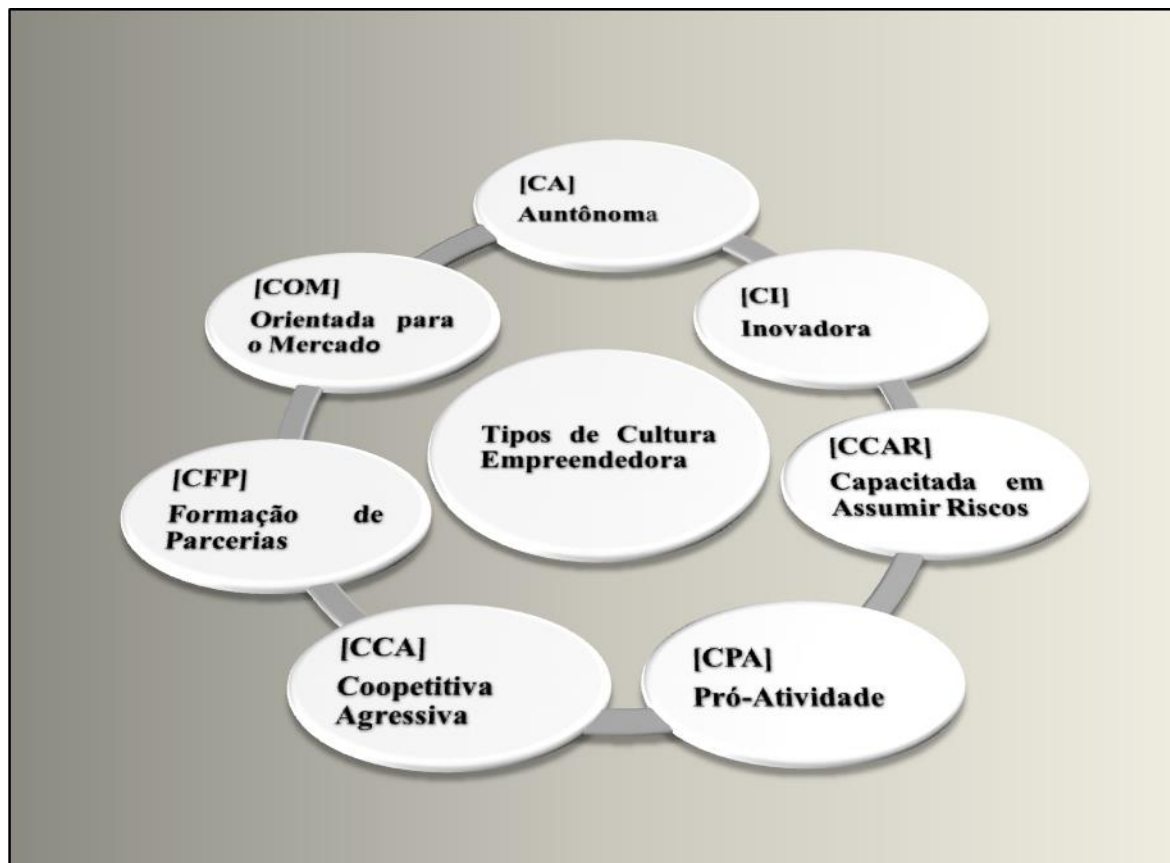 [CA]
Auntônoma
[CI]
Inovadora
[CCAR]
Capacitada em
Assumir Riscos
[CPA]
Pró-Atividade
[CCA]
Coopetitiva
Agressiva
[CFP]
Formação de
Parcerias
[COM]
Orientada para
o Mercado
Tipos de Cultura
Empreendedora